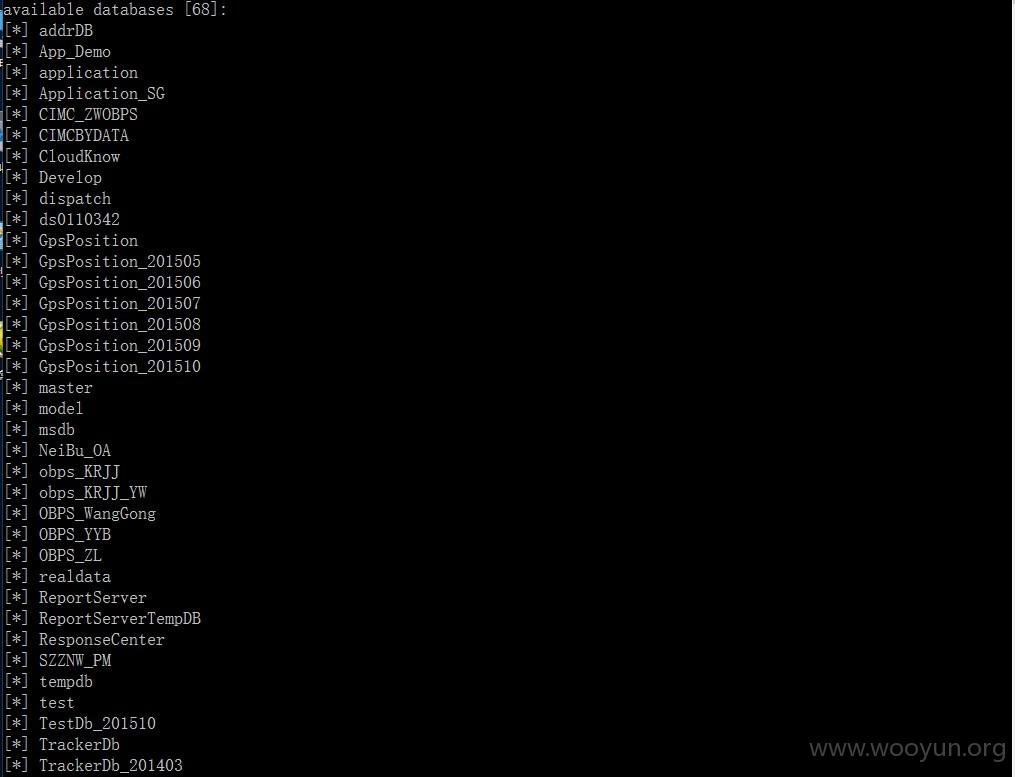 available databases [68]:
[*] addrDB
[*] App_Demo
[*] application
[*] Application_SG
[*] CIMC_ZWOBPS
[*] CIMCBYDATA
[*] CloudKnow
[*] Develop
[*] dispatch
[*] ds0110342
[*] GpsPosition
[*] GpsPosition_201505
[*] GpsPosition_201506
[*] GpsPosition_201507
[*] GpsPosition_201508
[*] GpsPosition_201509
[*] GpsPosition_201510
[*] master
[*] model
[*] msdb
[*] NeiBu_OA
[*] obps_KRJJ
[*] obps_KRJJ_YW
[*] OBPS_WangGong
[*] OBPS_YYB
[*] OBPS_ZL
[*] realdata
[*] ReportServer
[*] ReportServerTempDB
[*] ResponseCenter
[*] SZZNW_PM
[*] tempdb
[*] test
[*] TestDb_201510
[*] TrackerDb
[*] TrackerDb_201403
www.wooyun.org